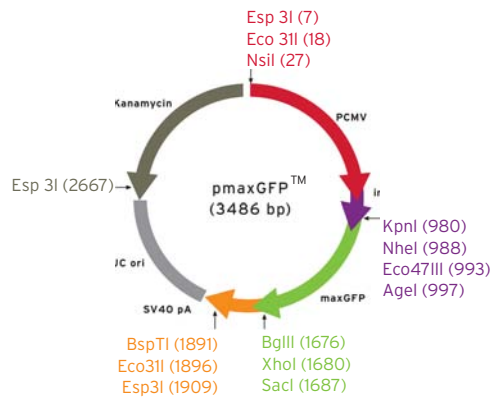 Esp 3I (7)
Eco 31I (18)
NsiI (27)
Kanamycin
PCMV
Esp 3I (2667)
pmaxGFP™
(3486 bp)
KpnI (980)
NheI (988)
Eco47III (993)
AgeI (997)
maxGFP
SV40 pA
BspTI (1891)
Eco31I (1896)
Esp3I (1909)
BglII (1676)
XhoI (1680)
SacI (1687)